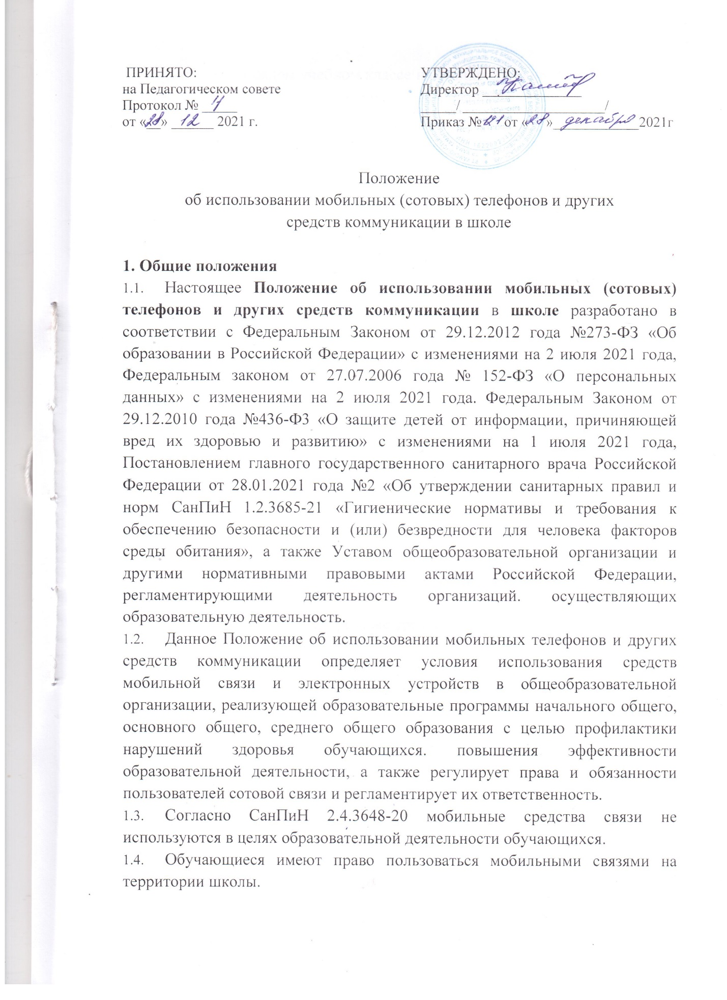 ПРИНЯТО:
на Педагогическом совете
Протокол № 4
от «28» 12 2021 г.
УТВЕРЖДЕНО:
Директор ______________
_____/____________________/
Приказ № 121 от «28» декабря 2021г
Положение
об использовании мобильных (сотовых) телефонов и других
средств коммуникации в школе
1. Общие положения
1.1. Настоящее Положение об использовании мобильных (сотовых)
телефонов и других средств коммуникации в школе разработано в
соответствии с Федеральным Законом от 29.12.2012 года №273-ФЗ «Об
образовании в Российской Федерации» с изменениями на 2 июля 2021 года,
Федеральным законом от 27.07.2006 года № 152-ФЗ «О персональных
данных» с изменениями на 2 июля 2021 года. Федеральным Законом от
29.12.2010 года №436-ФЗ «О защите детей от информации, причиняющей
вред их здоровью и развитию» с изменениями на 1 июля 2021 года,
Постановлением главного государственного санитарного врача Российской
Федерации от 28.01.2021 года №2 «Об утверждении санитарных правил и
норм СанПиН 1.2.3685-21 «Гигиенические нормативы и требования к
обеспечению безопасности и (или) безвредности для человека факторов
среды обитания», а также Уставом общеобразовательной организации и
другими нормативными правовыми актами Российской Федерации,
регламентирующими деятельность организаций. осуществляющих
образовательную деятельность.
1.2. Данное Положение об использовании мобильных телефонов и других
средств коммуникации определяет условия использования средств
мобильной связи и электронных устройств в общеобразовательной
организации, реализующей образовательные программы начального общего,
основного общего, среднего общего образования с целью профилактики
нарушений здоровья обучающихся. повышения эффективности
образовательной деятельности, а также регулирует права и обязанности
пользователей сотовой связи и регламентирует их ответственность.
1.3. Согласно СанПиН 2.4.3648-20 мобильные средства связи не
используются в целях образовательной деятельности обучающихся.
1.4. Обучающиеся имеют право пользоваться мобильными связями на
территории школы.